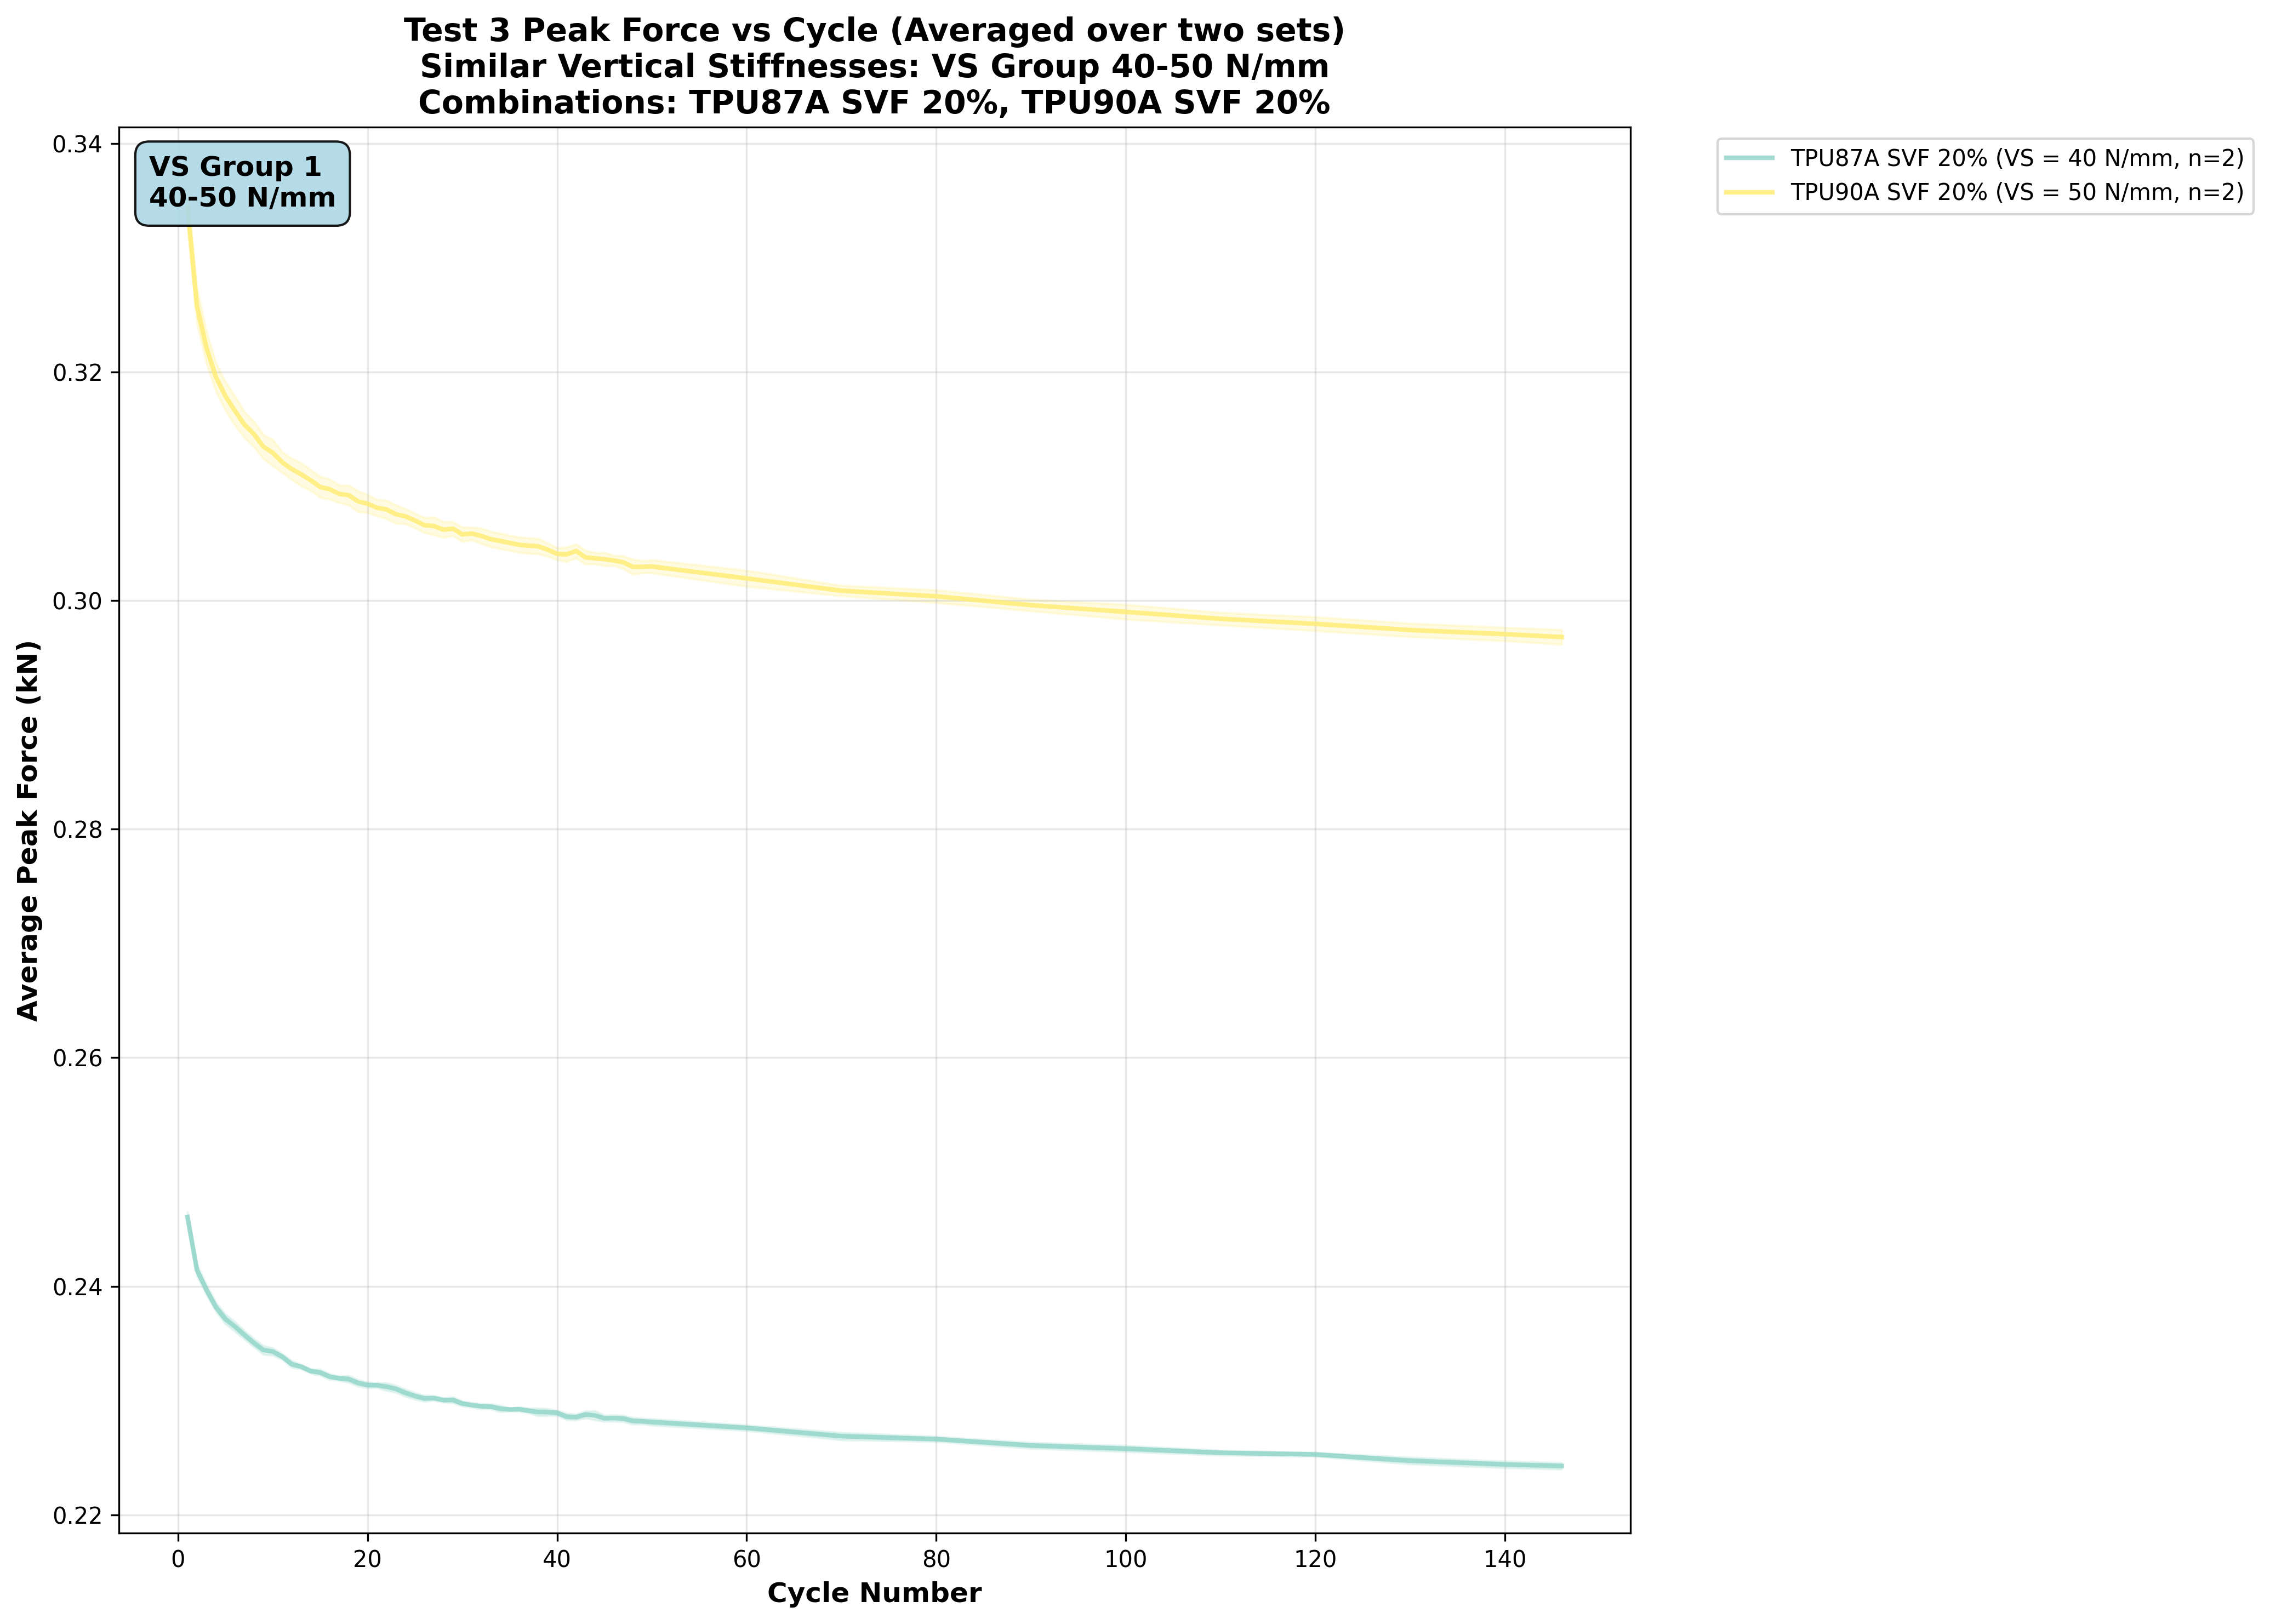 Test 3 Peak Force vs Cycle (Averaged over two sets)
Similar Vertical Stiffnesses: VS Group 40-50 N/mm
Combinations: TPU87A SVF 20%, TPU90A SVF 20%
VS Group 1
40-50 N/mm
TPU87A SVF 20% (VS = 40 N/mm, n=2)
TPU90A SVF 20% (VS = 50 N/mm, n=2)
Average Peak Force (kN)
0.34
0.32
0.30
0.28
0.26
0.24
0.22
0 20 40 60 80 100 120 140
Cycle Number